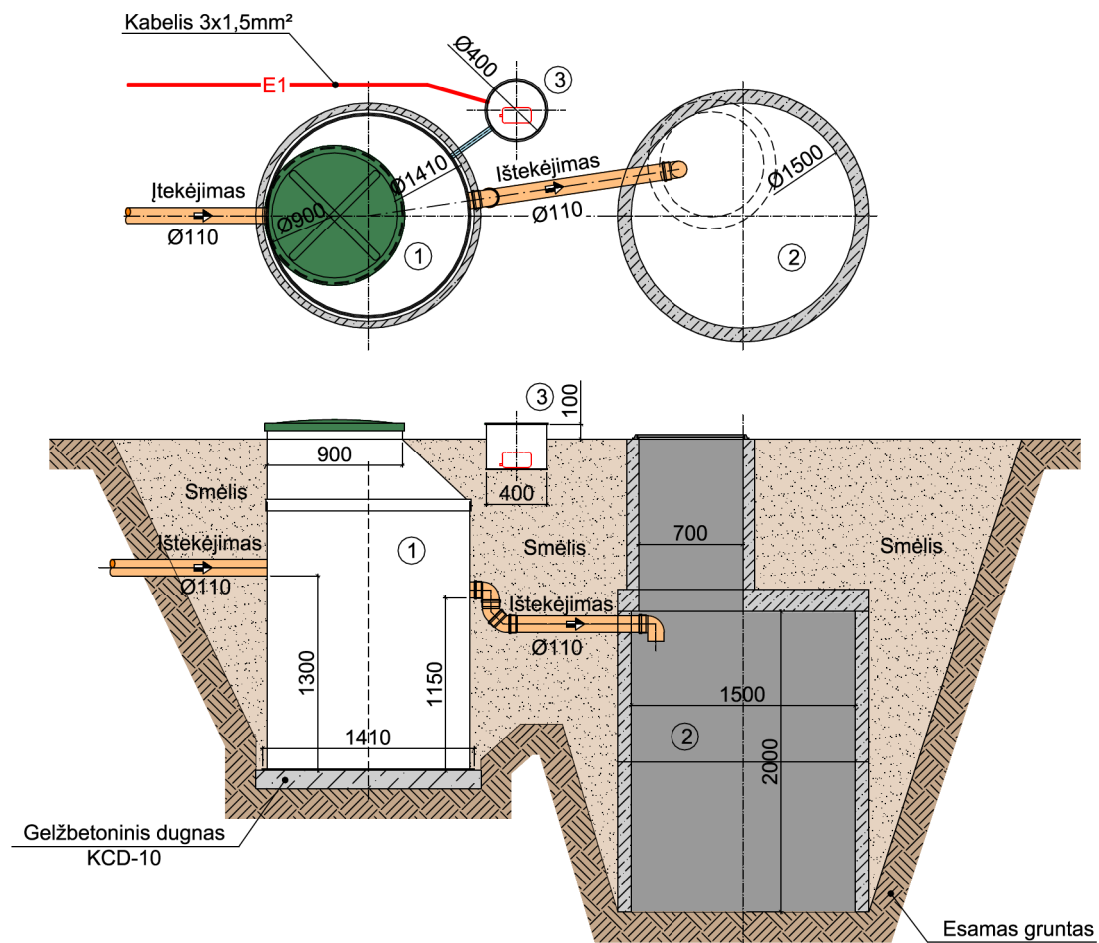 Kabelis 3x1,5mm²
E1
Ø400
3
Įtekėjimas
Ø110
Ø900
Ø1410
1
Ištekėjimas
Ø110
Ø1500
2
3
100
900
400
Smėlis
Ištekėjimas
Ø110
1
1300
1150
1410
Smėlis
Ištekėjimas
Ø110
700
1500
2
2000
Smėlis
Gelžbetoninis dugnas
KCD-10
Esamas gruntas